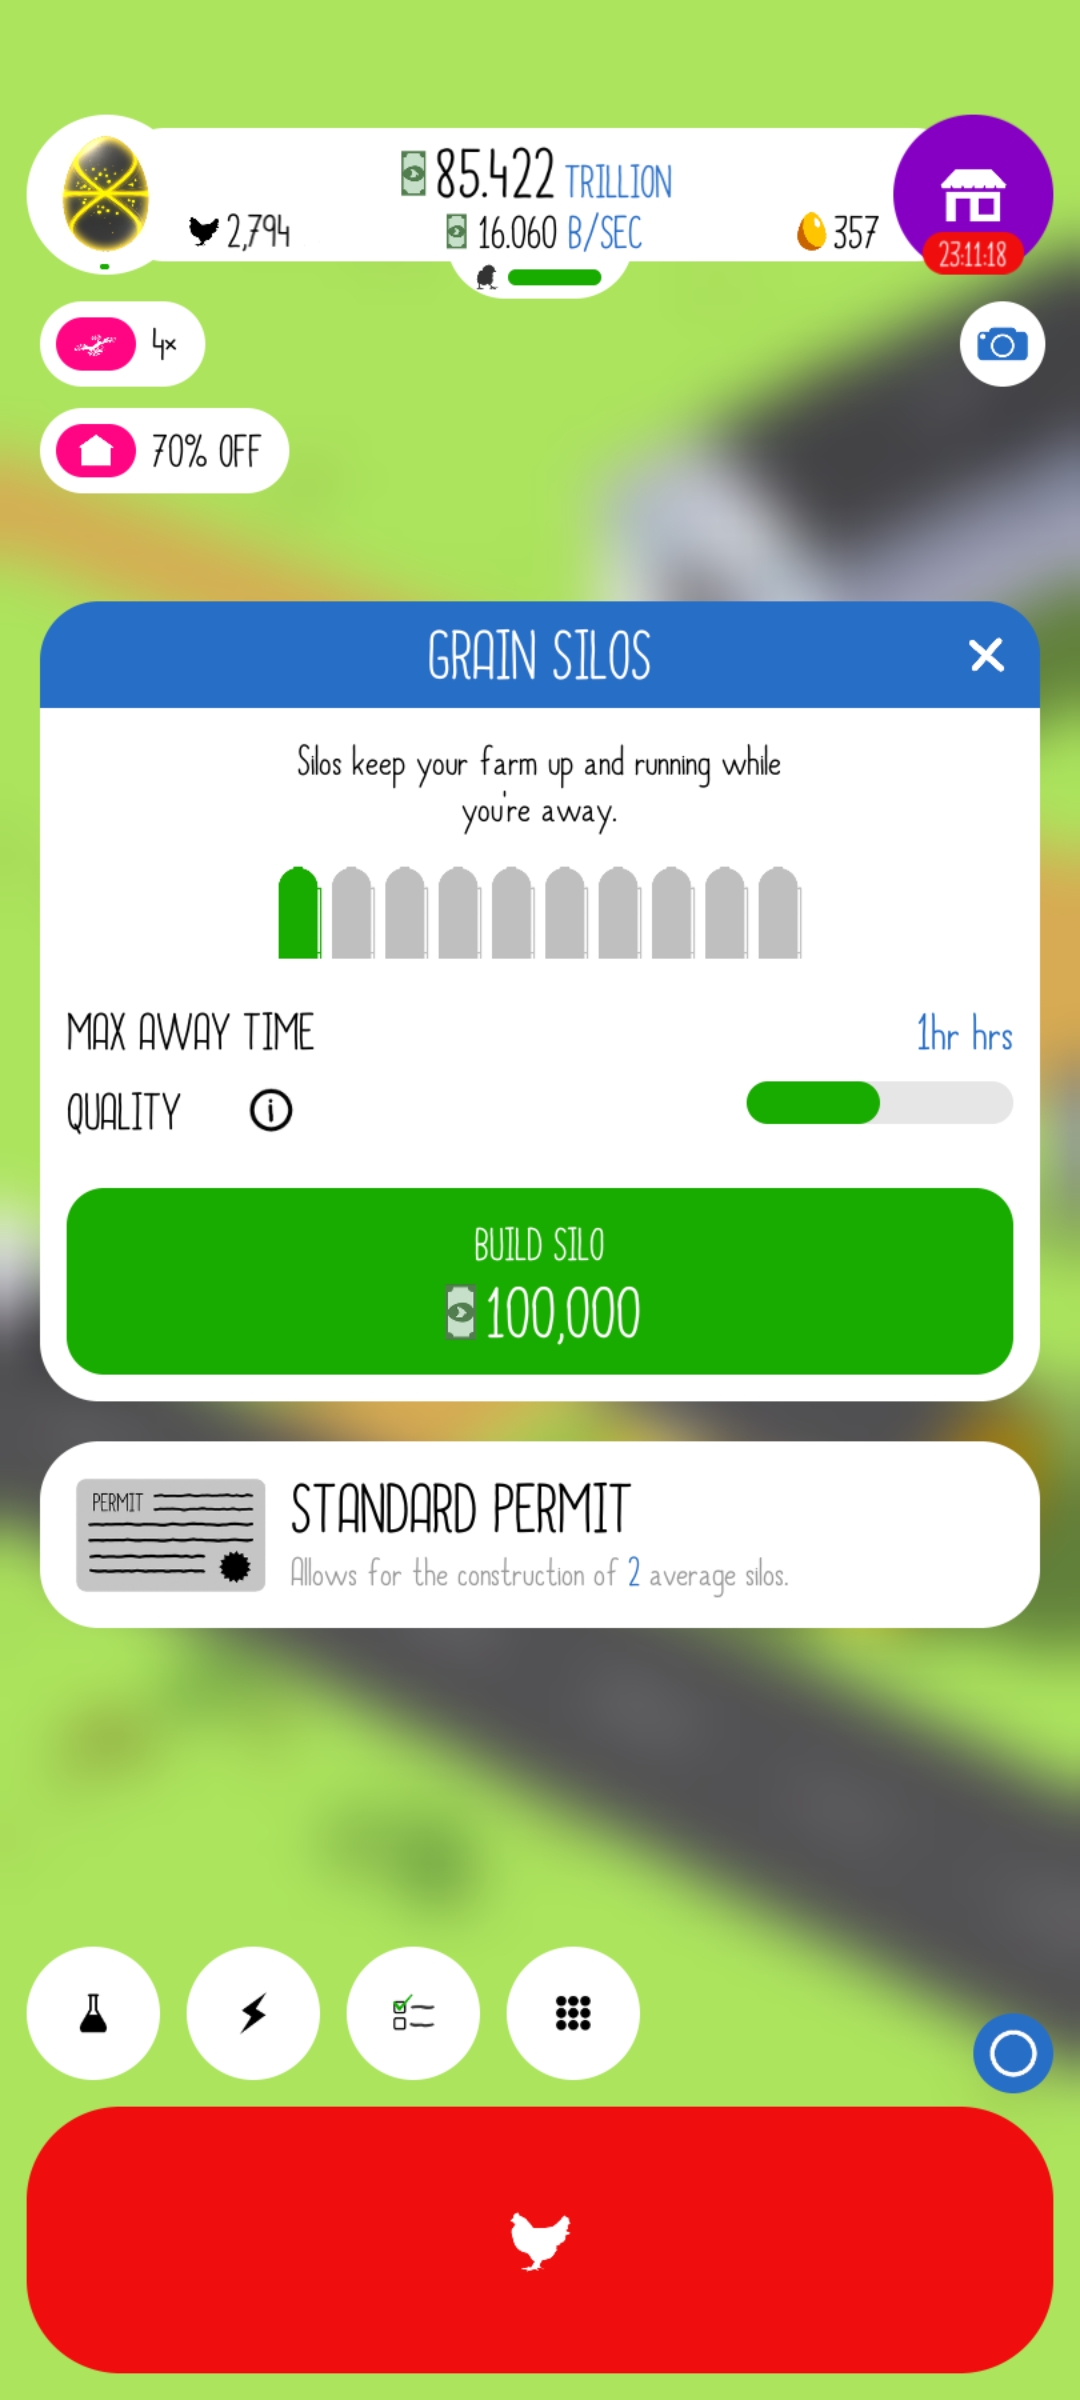 85.422 TRILLION
2,794
16.060 B/SEC
357
23:11:18
4x
70% OFF
GRAIN SILOS
Silos keep your farm up and running while
you're away.
MAX AWAY TIME
1hr hrs
QUALITY
i
BUILD SILO
100,000
PERMIT
STANDARD PERMIT
Allows for the construction of 2 average silos.